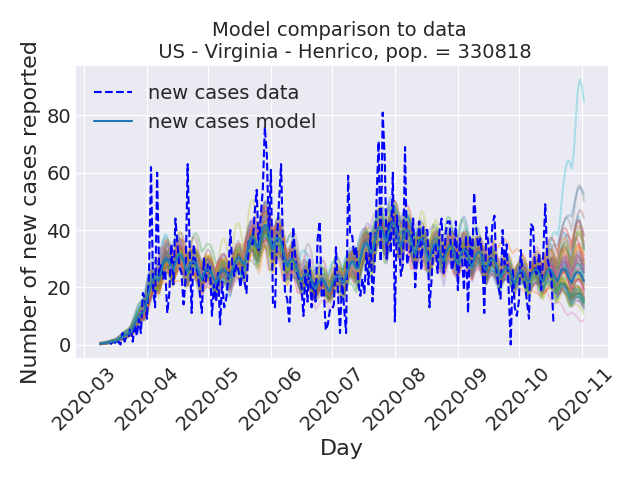 Model comparison to data
US - Virginia - Henrico, pop. = 330818
Number of new cases reported
80
60
40
20
0
new cases data
new cases model
2020-03
2020-04
2020-05
2020-06
2020-07
2020-08
2020-09
2020-10
2020-11
Day